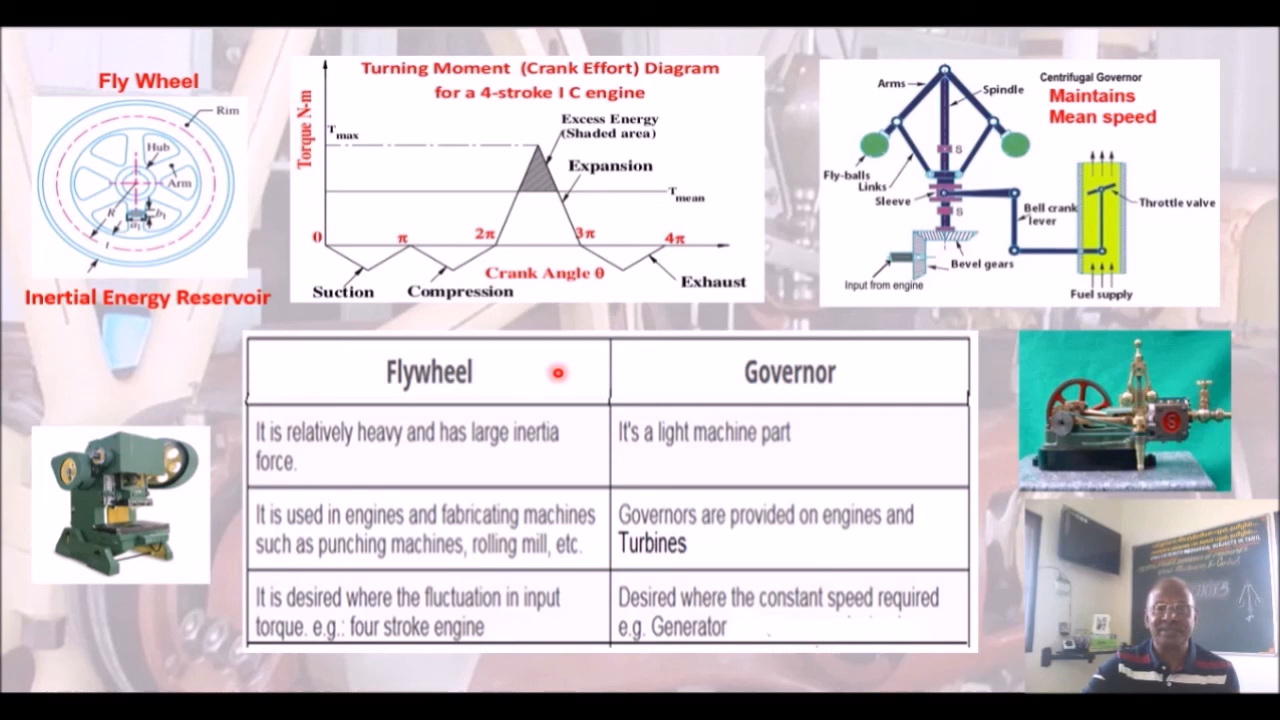 Fly Wheel
Rim
Hub
Arm
R
b₁
a₁
Inertial Energy Reservoir
Turning Moment (Crank Effort) Diagram
for a 4-stroke I C engine
Torque N-m
Tmax
Excess Energy
(Shaded area)
Expansion
Tmean
0
π
2π
3π
4π
Crank Angle θ
Suction
Compression
Exhaust
Centrifugal Governor
Maintains
Mean speed
Arms
Spindle
S
Fly-balls
Links
Sleeve
S
Bell crank
lever
Throttle valve
Bevel gears
Input from engine
Fuel supply
Flywheel
Governor
It is relatively heavy and has large inertia
force.
It's a light machine part
It is used in engines and fabricating machines
such as punching machines, rolling mill, etc.
Governors are provided on engines and
Turbines
It is desired where the fluctuation in input
torque. e.g.: four stroke engine
Desired where the constant speed required
e.g. Generator
S